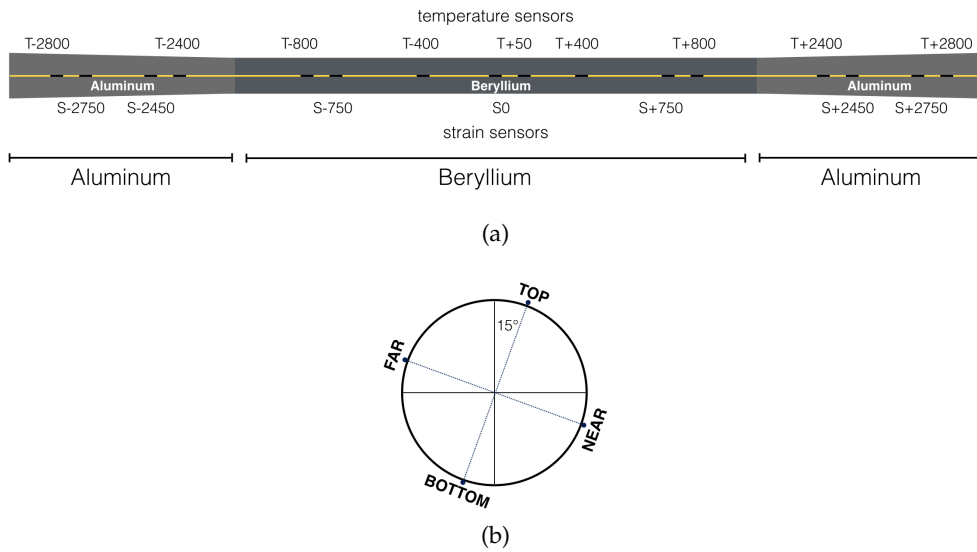 temperature sensors
T-2800 T-2400 T-800 T-400 T+50 T+400 T+800 T+2400 T+2800
Aluminum Beryllium Aluminum
S-2750 S-2450 S-750 S0 S+750 S+2450 S+2750
strain sensors
Aluminum Beryllium Aluminum
(a)
TOP
15°
FAR
NEAR
BOTTOM
(b)